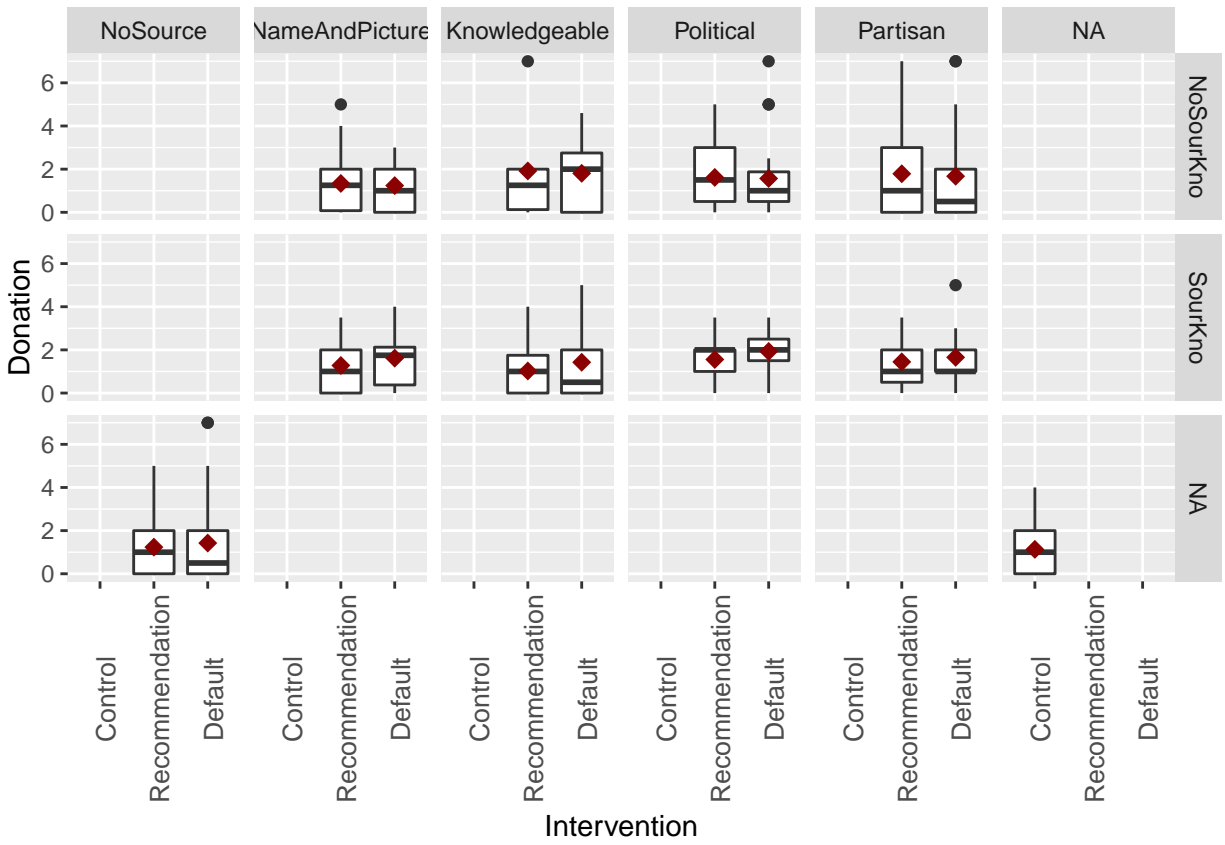 NoSource NameAndPicture Knowledgeable Political Partisan NA
6
4
2
0
NoSourKno
6
4
2
0
SourKno
6
4
2
0
NA
Donation
Control Recommendation Default Control Recommendation Default Control Recommendation Default Control Recommendation Default Control Recommendation Default Control Recommendation Default
Intervention